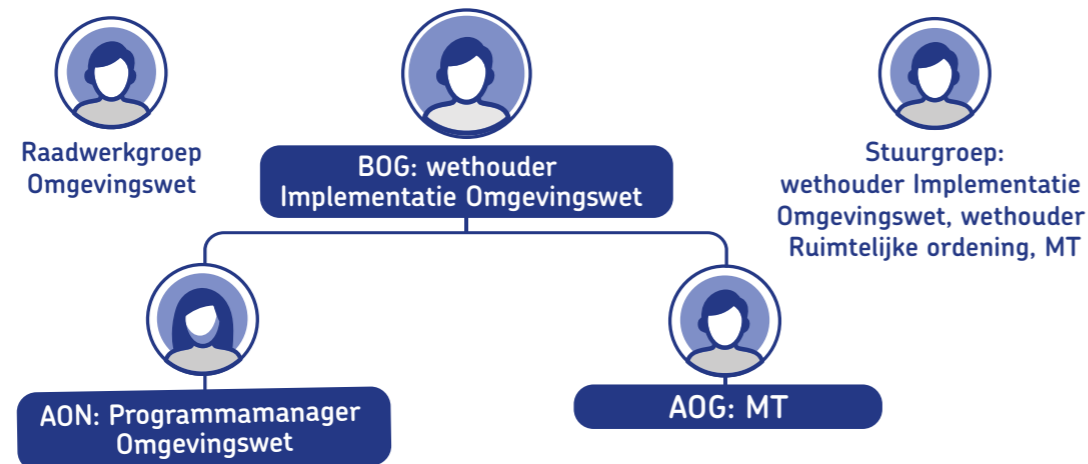 Raadwerkgroep
Omgevingswet
BOG: wethouder
Implementatie Omgevingswet
Stuurgroep:
wethouder Implementatie
Omgevingswet, wethouder
Ruimtelijke ordening, MT
AON: Programmamanager
Omgevingswet
AOG: MT